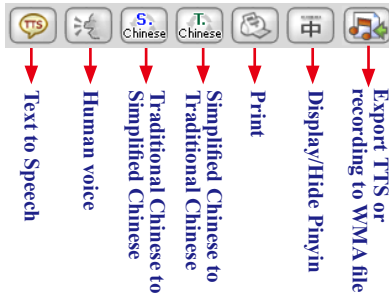 TTS
S.
Chinese
T.
Chinese
中
Text to Speech
Human voice
Traditional Chinese to
Simplified Chinese
Simplified Chinese to
Traditional Chinese
Print
Display/Hide Pinyin
Export TTS or
recording to WMA file